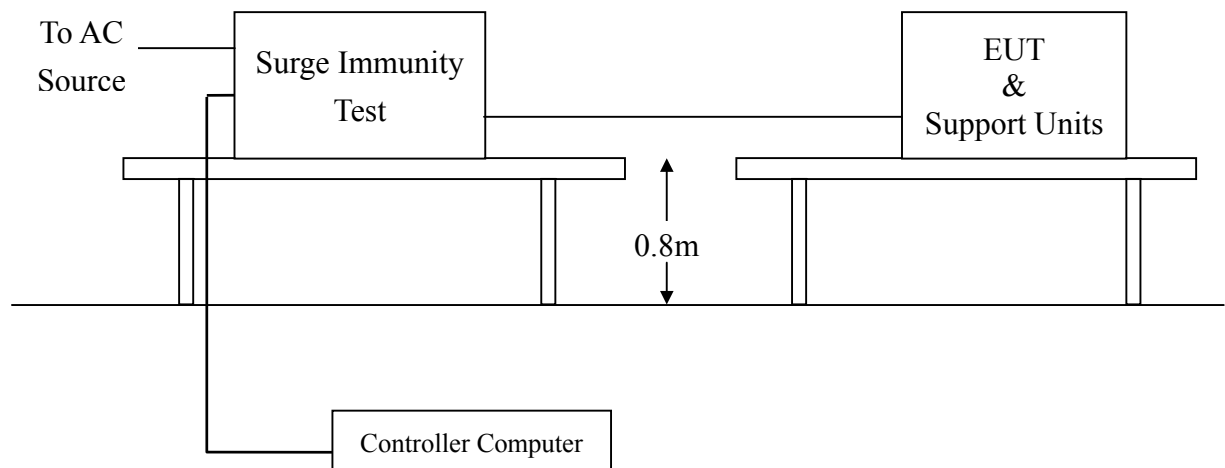 To AC
Source
Surge Immunity
Test
EUT
&
Support Units
0.8m
Controller Computer